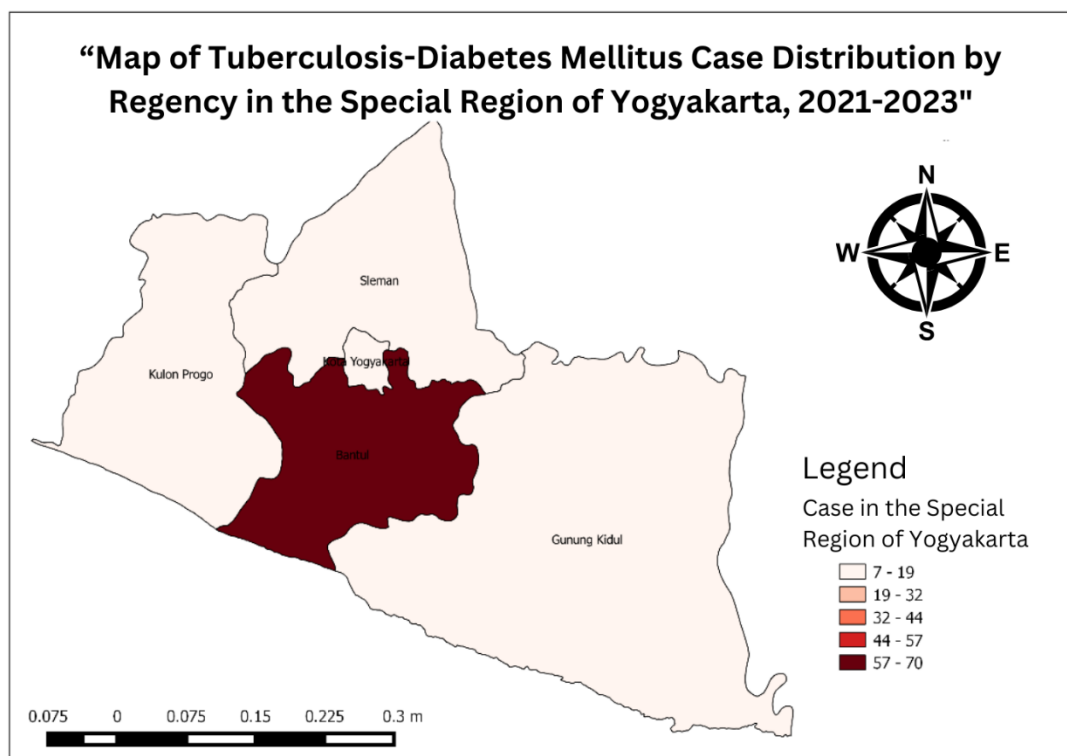 “Map of Tuberculosis-Diabetes Mellitus Case Distribution by
Regency in the Special Region of Yogyakarta, 2021-2023"
N
W
E
S
Sleman
Kota Yogyakarta
Kulon Progo
Bantul
Gunung Kidul
Legend
Case in the Special
Region of Yogyakarta
7 - 19
19 - 32
32 - 44
44 - 57
57 - 70
0.075 0 0.075 0.15 0.225 0.3 m